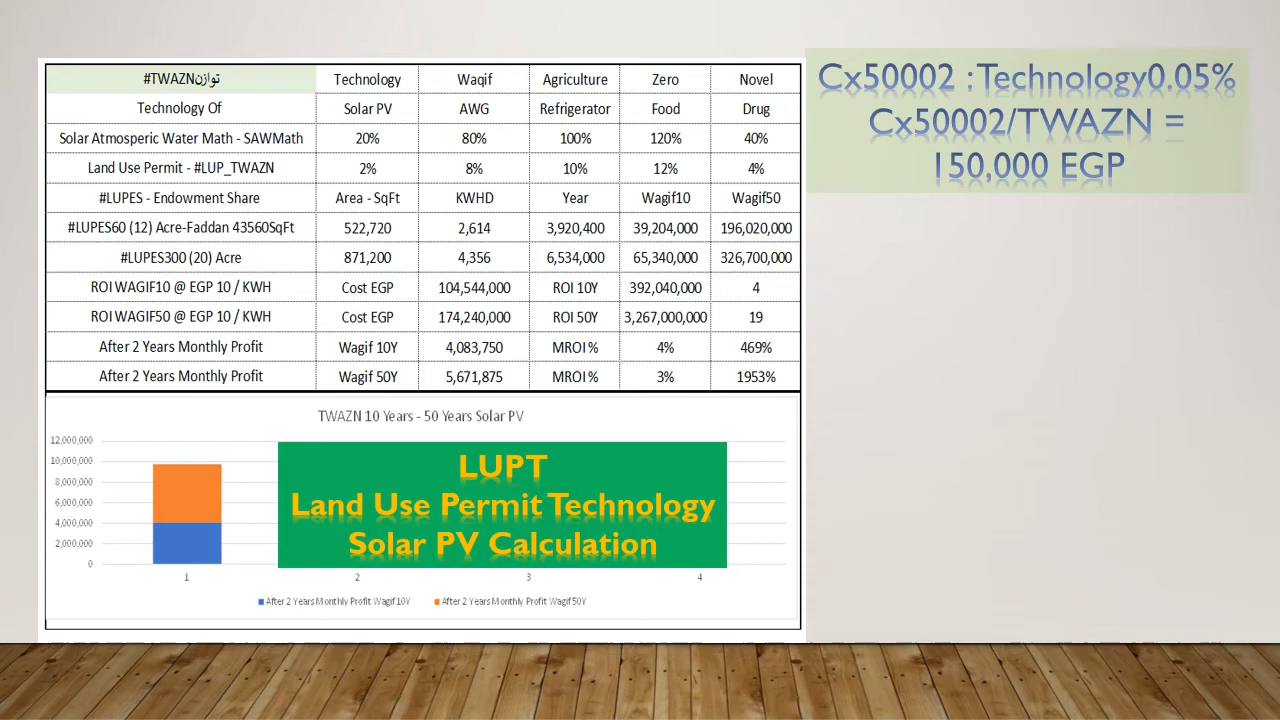 #TWAZNتوازن Technology Waqif Agriculture Zero Novel
Technology Of Solar PV AWG Refrigerator Food Drug
Solar Atmosperic Water Math - SAWMath 20% 80% 100% 120% 40%
Land Use Permit - #LUP_TWAZN 2% 8% 10% 12% 4%
#LUPES - Endowment Share Area - SqFt KWHD Year Wagif10 Wagif50
#LUPES60 (12) Acre-Faddan 43560SqFt 522,720 2,614 3,920,400 39,204,000 196,020,000
#LUPES300 (20) Acre 871,200 4,356 6,534,000 65,340,000 326,700,000
ROI WAGIF10 @ EGP 10 / KWH Cost EGP 104,544,000 ROI 10Y 392,040,000 4
ROI WAGIF50 @ EGP 10 / KWH Cost EGP 174,240,000 ROI 50Y 3,267,000,000 19
After 2 Years Monthly Profit Wagif 10Y 4,083,750 MROI % 4% 469%
After 2 Years Monthly Profit Wagif 50Y 5,671,875 MROI % 3% 1953%
Cx50002 : Technology0.05%
Cx50002/TWAZN =
150,000 EGP
TWAZN 10 Years - 50 Years Solar PV
12,000,000
10,000,000
8,000,000
6,000,000
4,000,000
2,000,000
0
LUPT
Land Use Permit Technology
Solar PV Calculation
1 2 3 4
After 2 Years Monthly Profit Wagif 10Y After 2 Years Monthly Profit Wagif 50Y